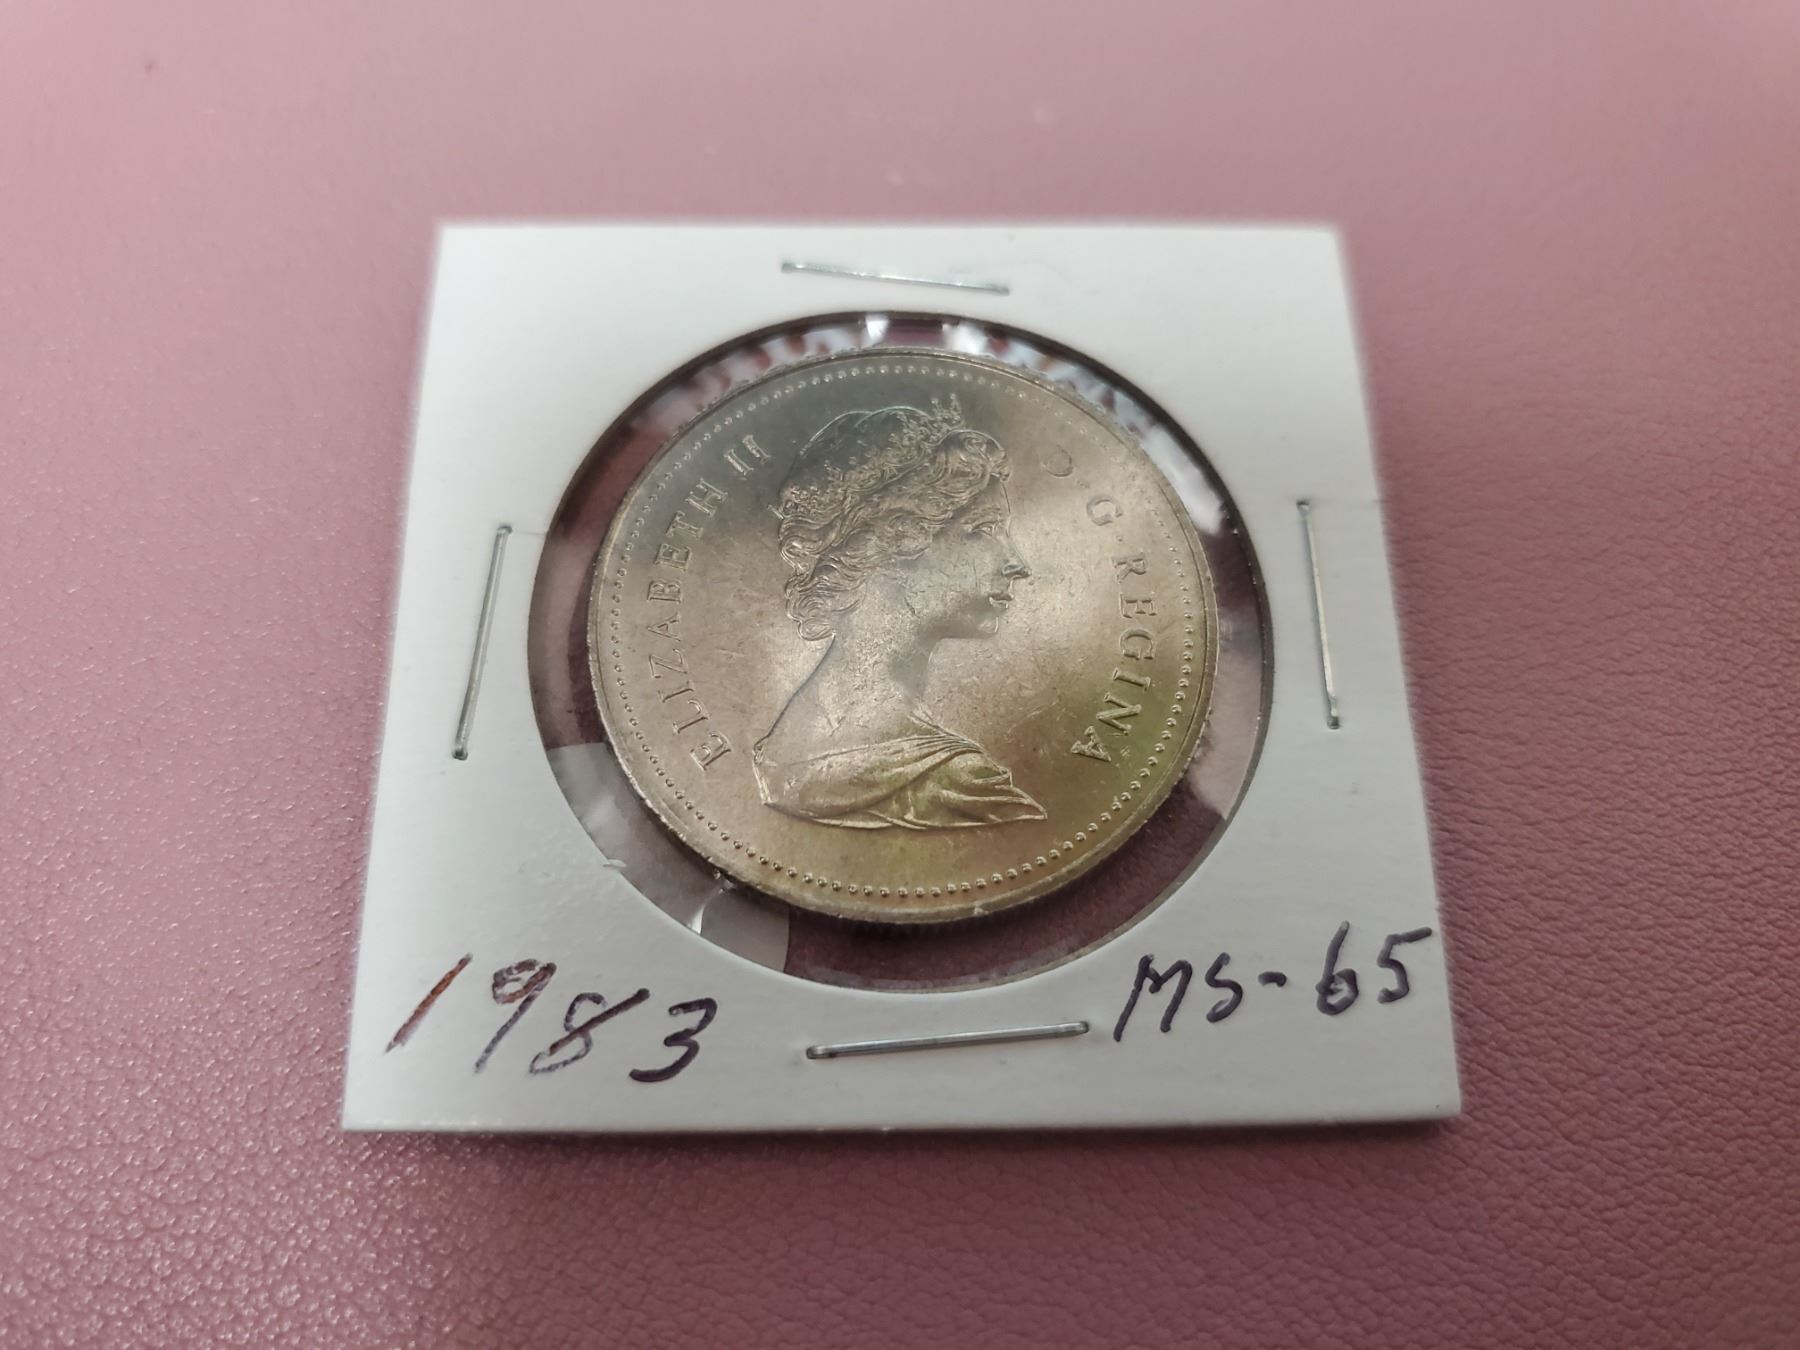 ELIZABETH II D·G·REGINA
1983 MS-65